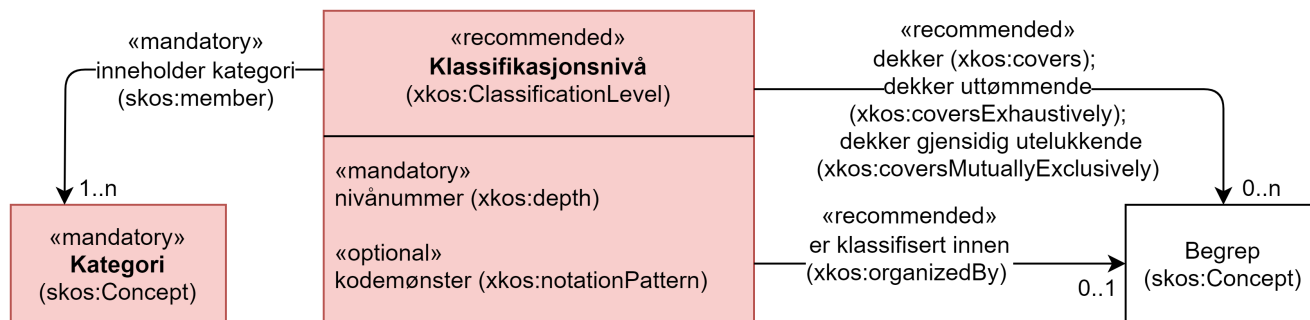 «mandatory»
inneholder kategori
(skos:member)
1..n
«mandatory»
Kategori
(skos:Concept)
«recommended»
Klassifikasjonsnivå
(xkos:ClassificationLevel)
«mandatory»
nivånummer (xkos:depth)
«optional»
kodemønster (xkos:notationPattern)
«recommended»
dekker (xkos:covers);
dekker uttømmende
(xkos:coversExhaustively);
dekker gjensidig utelukkende
(xkos:coversMutuallyExclusively)
0..n
«recommended»
er klassifisert innen
(xkos:organizedBy)
0..1
Begrep
(skos:Concept)